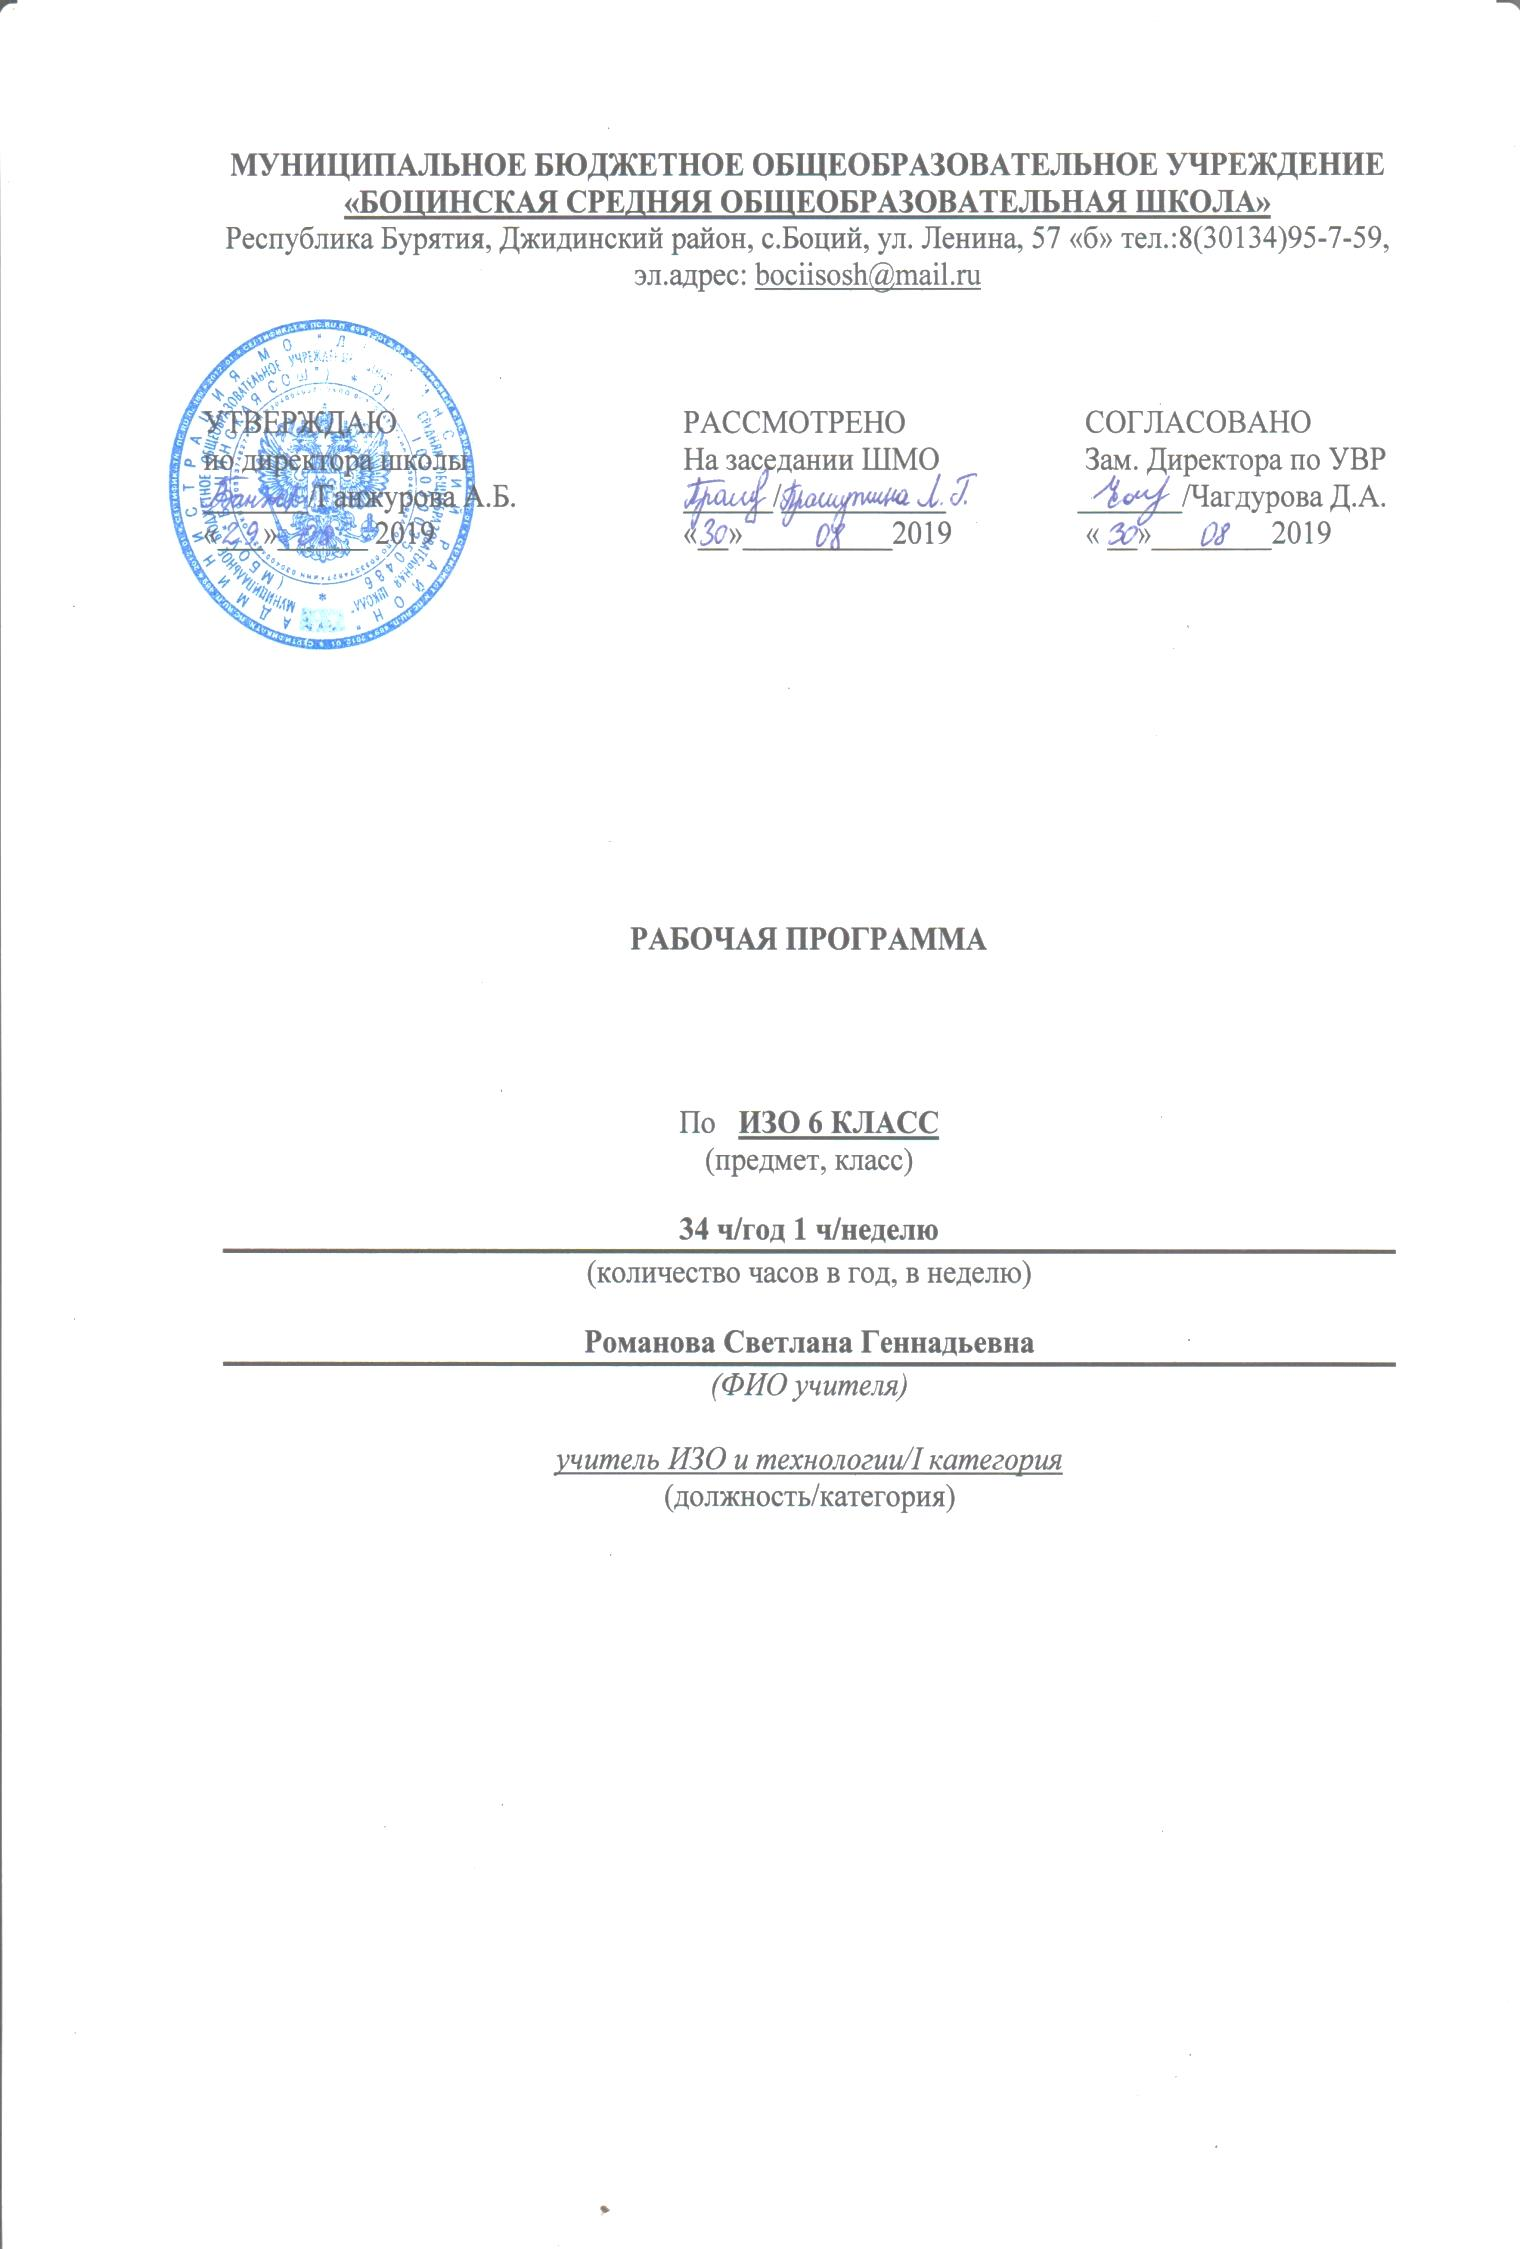 МУНИЦИПАЛЬНОЕ БЮДЖЕТНОЕ ОБЩЕОБРАЗОВАТЕЛЬНОЕ УЧРЕЖДЕНИЕ
«БОЦИНСКАЯ СРЕДНЯЯ ОБЩЕОБРАЗОВАТЕЛЬНАЯ ШКОЛА»
Республика Бурятия, Джидинский район, с.Боций, ул. Ленина, 57 «б» тел.:8(30134)95-7-59,
эл.адрес: bociisosh@mail.ru
УТВЕРЖДАЮ
ио директора школы
/Ганжурова А.Б.
«29» 08 2019
РАССМОТРЕНО
На заседании ШМО
/ Л.Г.
«30» 08 2019
СОГЛАСОВАНО
Зам. Директора по УВР
/Чагдурова Д.А.
« 30» 08 2019
РАБОЧАЯ ПРОГРАММА
По ИЗО 6 КЛАСС
(предмет, класс)
34 ч/год 1 ч/неделю
(количество часов в год, в неделю)
Романова Светлана Геннадьевна
(ФИО учителя)
учитель ИЗО и технологии/I категория
(должность/категория)